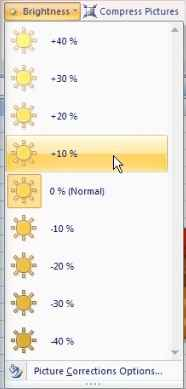 Brightness Compress Pictures
+40 %
+30 %
+20 %
+10 %
0 % (Normal)
-10 %
-20 %
-30 %
-40 %
Picture Corrections Options...